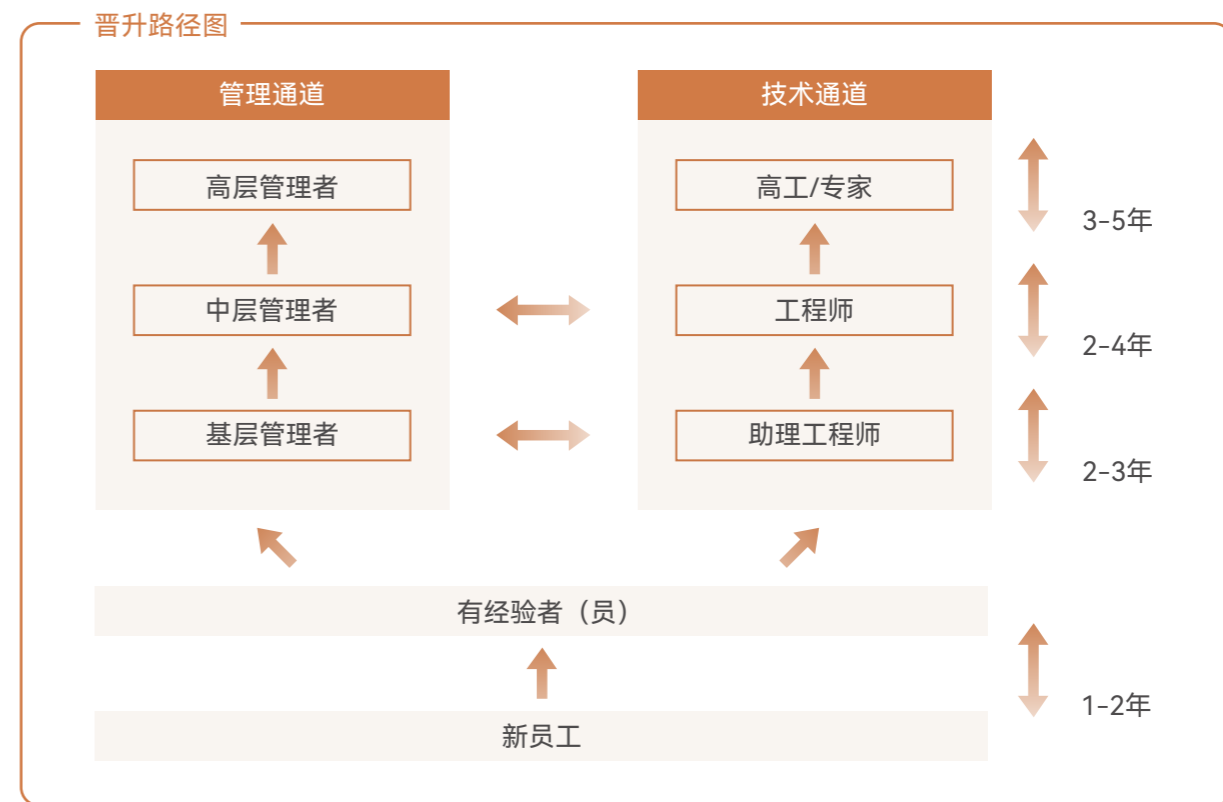 晋升路径图
管理通道
技术通道
高层管理者
高工/专家
3-5年
中层管理者
工程师
2-4年
基层管理者
助理工程师
2-3年
有经验者（员）
1-2年
新员工